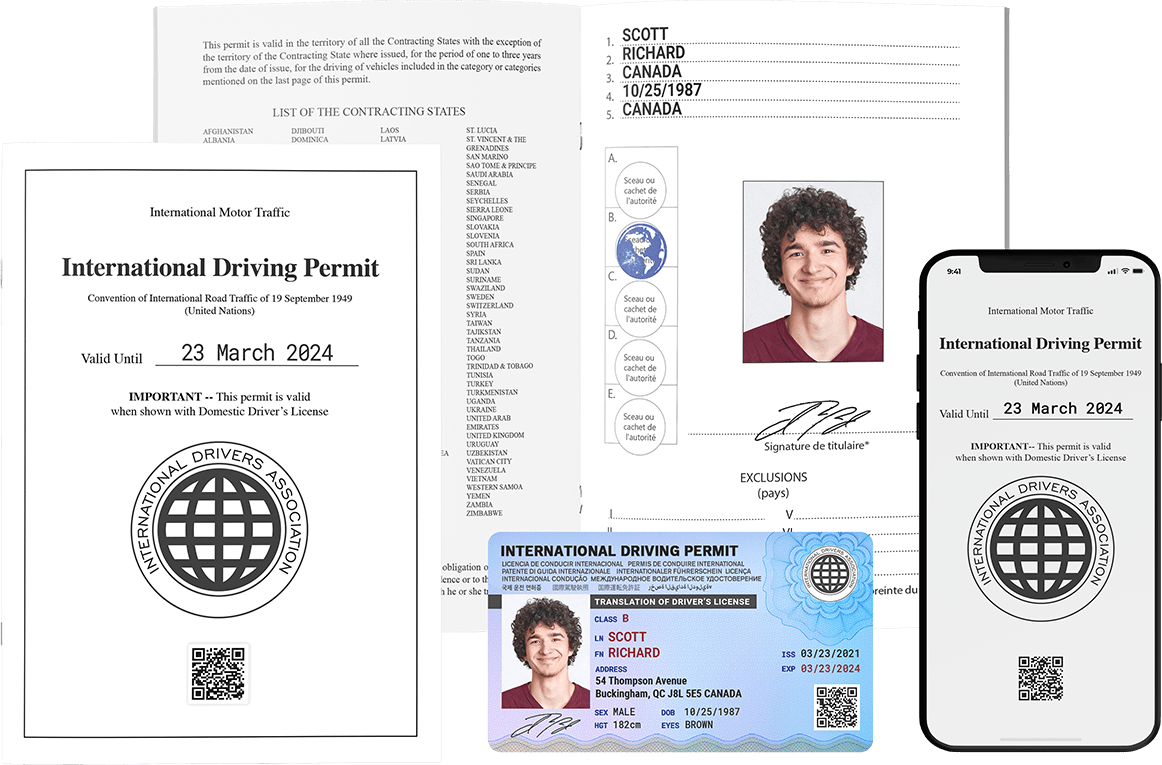 This permit is valid in the territory of all the Contracting States with the exception of
the territory of the Contracting State where issued, for the period of one to three years
from the date of issue, for the driving of vehicles included in the category or categories
mentioned on the last page of this permit.
LIST OF THE CONTRACTING STATES
AFGHANISTAN
ALBANIA
DJIBOUTI
DOMINICA
LAOS
LATVIA
ST. LUCIA
ST. VINCENT & THE
GRENADINES
SAN MARINO
SAO TOME & PRINCIPE
SAUDI ARABIA
SENEGAL
SERBIA
SEYCHELLES
SIERRA LEONE
SINGAPORE
SLOVAKIA
SLOVENIA
SOUTH AFRICA
SPAIN
SRI LANKA
SUDAN
SURINAME
SWAZILAND
SWEDEN
SWITZERLAND
SYRIA
TAIWAN
TAJIKSTAN
TANZANIA
THAILAND
TOGO
TRINIDAD & TOBAGO
TUNISIA
TURKEY
TURKMENISTAN
UGANDA
UKRAINE
UNITED ARAB
EMIRATES
UNITED KINGDOM
URUGUAY
UZBEKISTAN
VATICAN CITY
VENEZUELA
VIETNAM
WESTERN SAMOA
YEMEN
ZAMBIA
ZIMBABWE
obligation o
dence or to th
h he or she tr
1. SCOTT
2. RICHARD
3. CANADA
4. 10/25/1987
5. CANADA
A.
Sceau ou
cachet de
l'autorité
B.
C.
Sceau ou
cachet de
l'autorité
D.
Sceau ou
cachet de
l'autorité
E.
Sceau ou
cachet de
l'autorité
Signature de titulaire*
EXCLUSIONS
(pays)
I
V
II
VI
preinte du
International Motor Traffic
International Driving Permit
Convention of International Road Traffic of 19 September 1949
(United Nations)
Valid Until 23 March 2024
IMPORTANT -- This permit is valid
when shown with Domestic Driver's License
INTERNATIONAL DRIVERS ASSOCIATION
INTERNATIONAL DRIVING PERMIT
LICENCIA DE CONDUCIR INTERNACIONAL PERMIS DE CONDUIRE INTERNATIONAL
PATENTE DI GUIDA INTERNAZIONALE INTERNATIONALER FÜHRERSCHEIN LICENÇA
INTERNACIONAL CONDUÇÃO МЕЖДУНАРОДНОЕ ВОДИТЕЛЬСКОЕ УДОСТОВЕРЕНИЕ
국제 운전 면허증 國際駕駛執照 国際運転免許証 رخصة القيادة الدولية
TRANSLATION OF DRIVER'S LICENSE
CLASS B
LN SCOTT
FN RICHARD
ADDRESS
54 Thompson Avenue
Buckingham, QC J8L 5E5 CANADA
SEX MALE DOB 10/25/1987
HGT 182cm EYES BROWN
ISS 03/23/2021
EXP 03/23/2024
INTERNATIONAL DRIVERS ASSOCIATION
9:41
International Motor Traffic
International Driving Permit
Convention of International Road Traffic of 19 September 1949
(United Nations)
Valid Until 23 March 2024
IMPORTANT-- This permit is valid
when shown with Domestic Driver's License
INTERNATIONAL DRIVERS ASSOCIATION